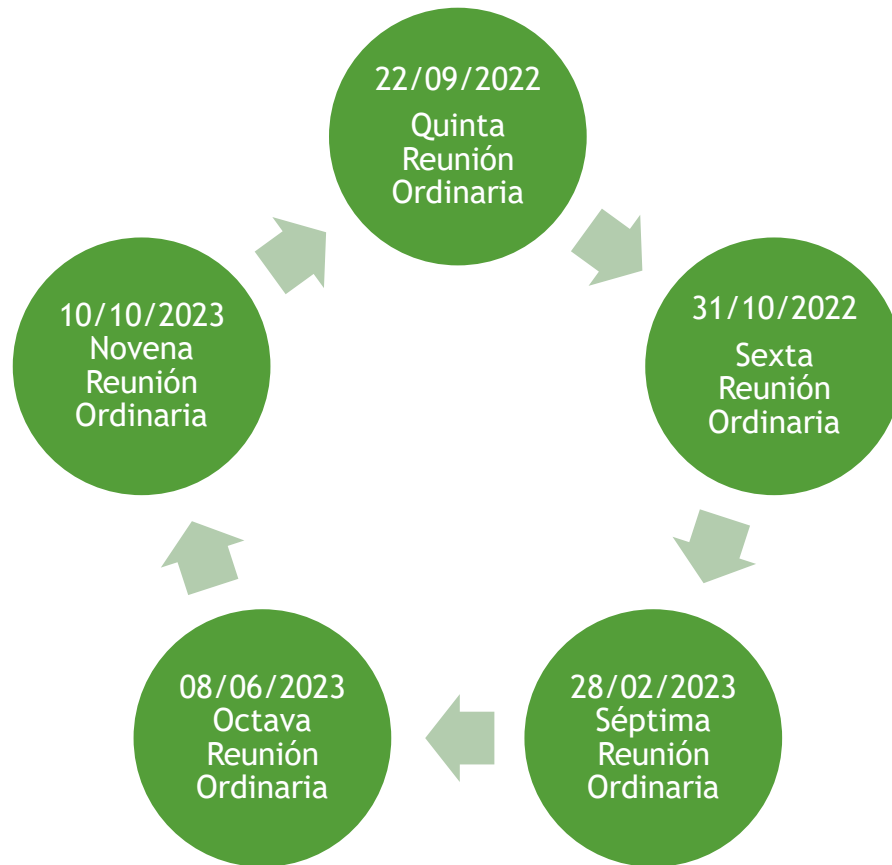 22/09/2022
Quinta
Reunión
Ordinaria
31/10/2022
Sexta
Reunión
Ordinaria
28/02/2023
Séptima
Reunión
Ordinaria
08/06/2023
Octava
Reunión
Ordinaria
10/10/2023
Novena
Reunión
Ordinaria